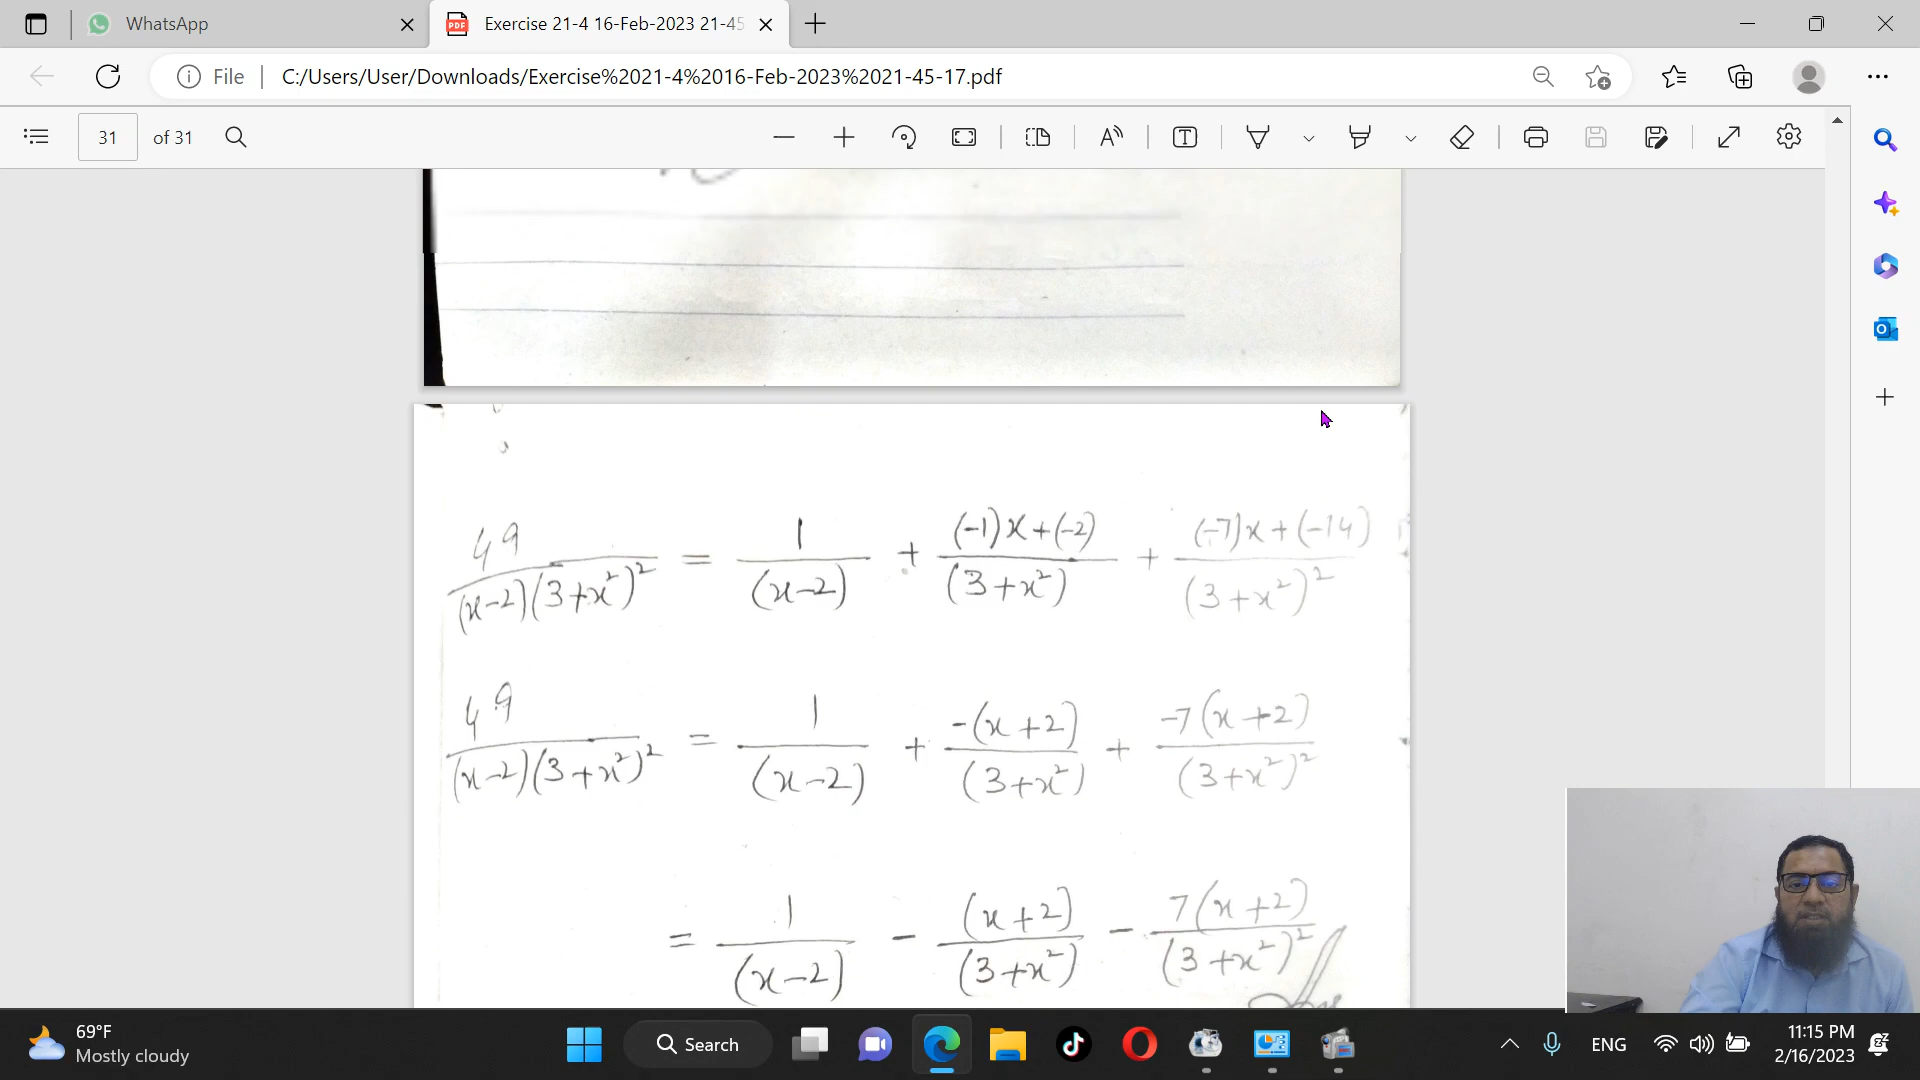 WhatsApp
Exercise 21-4 16-Feb-2023 21-45
File
C:/Users/User/Downloads/Exercise%2021-4%2016-Feb-2023%2021-45-17.pdf
31 of 31
49/((x-2)(3+x²)²) = 1/(x-2) + ((-1)x+(-2))/(3+x²) + ((-7)x+(-14))/(3+x²)²
49/((x-2)(3+x²)²) = 1/(x-2) + -(x+2)/(3+x²) + -7(x+2)/(3+x²)²
= 1/(x-2) - (x+2)/(3+x²) - 7(x+2)/(3+x²)²
Ans
69°F
Mostly cloudy
Search
ENG
11:15 PM
2/16/2023